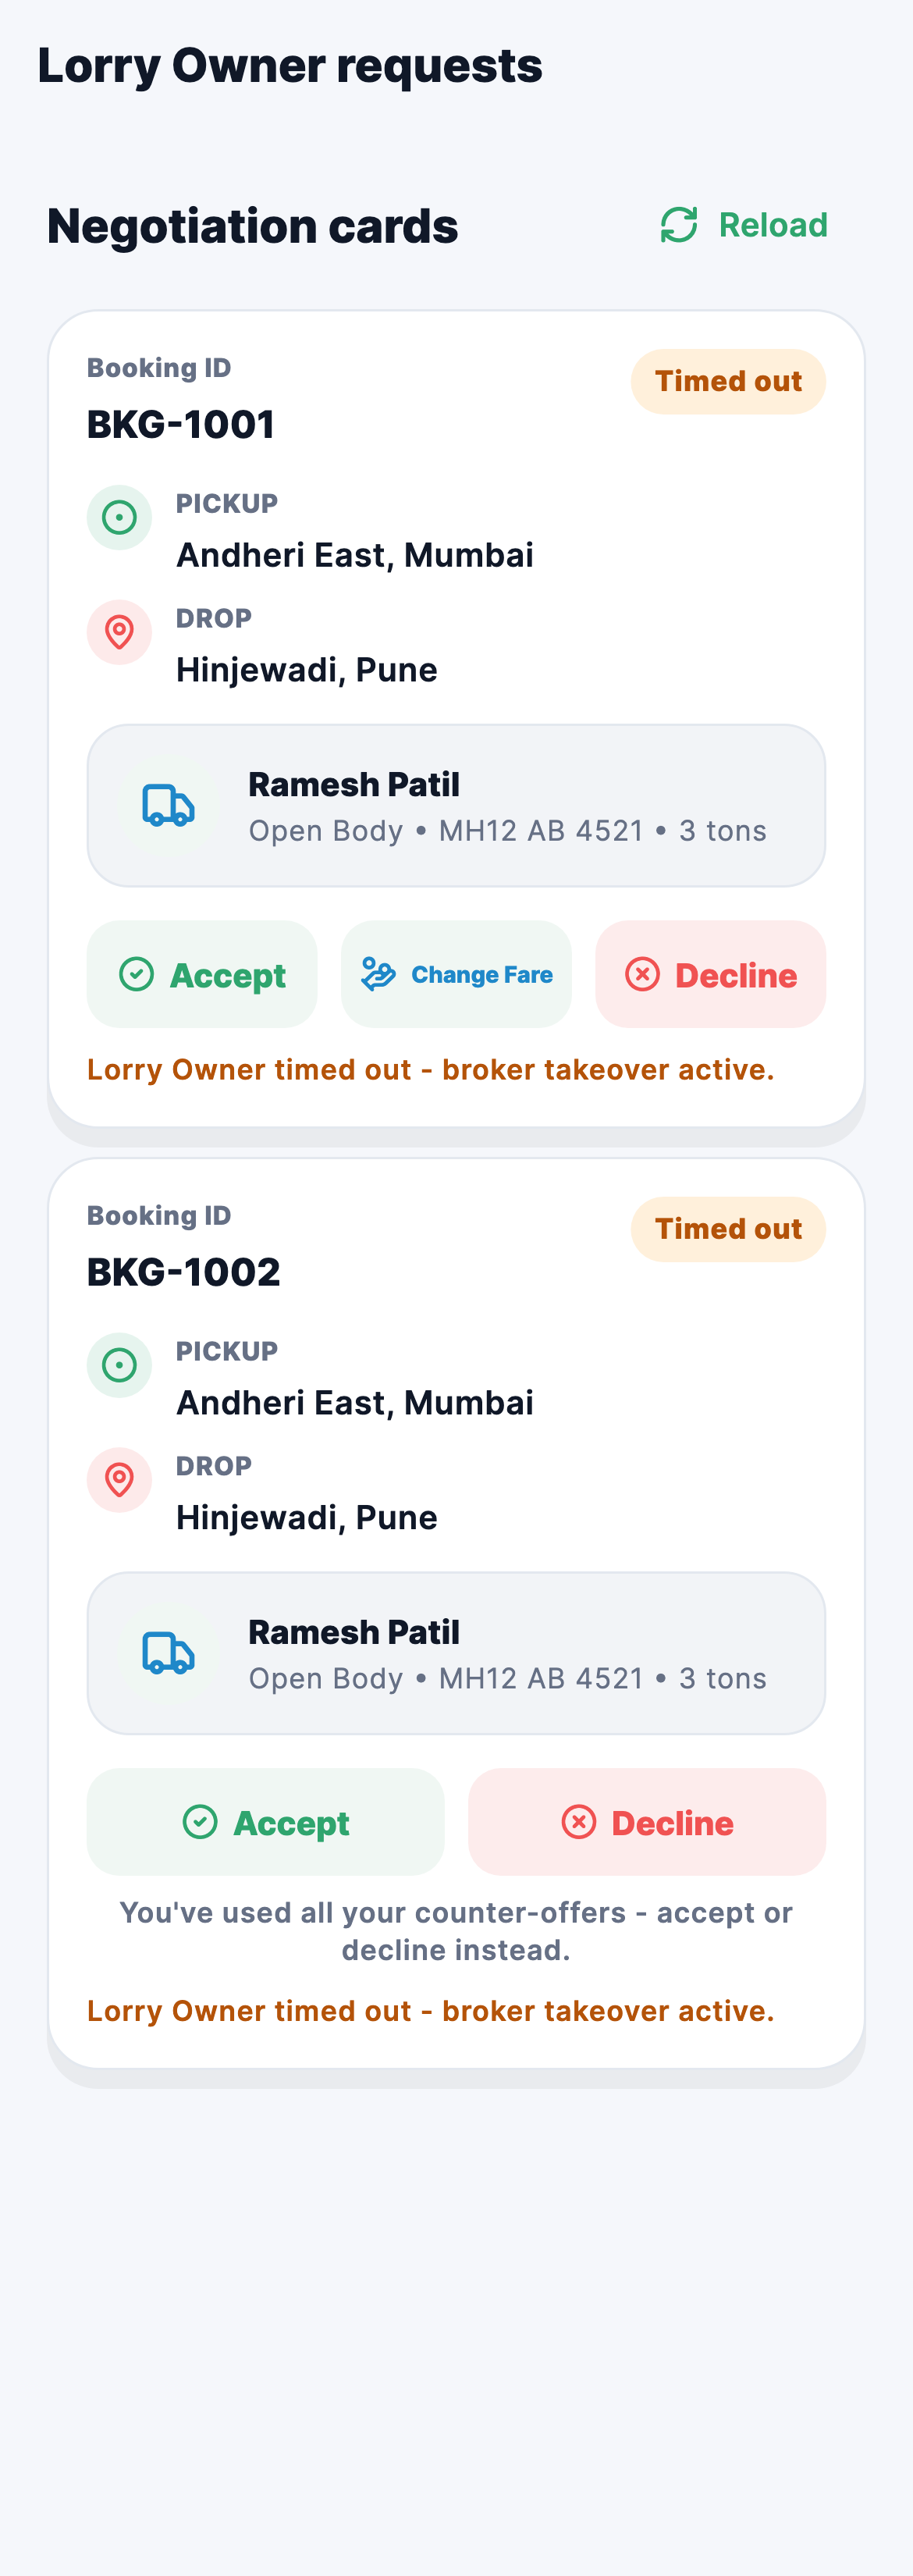 Lorry Owner requests
Negotiation cards
Reload
Booking ID
Timed out
BKG-1001
PICKUP
Andheri East, Mumbai
DROP
Hinjewadi, Pune
Ramesh Patil
Open Body • MH12 AB 4521 • 3 tons
Accept
Change Fare
Decline
Lorry Owner timed out - broker takeover active.
Booking ID
Timed out
BKG-1002
PICKUP
Andheri East, Mumbai
DROP
Hinjewadi, Pune
Ramesh Patil
Open Body • MH12 AB 4521 • 3 tons
Accept
Decline
You've used all your counter-offers - accept or
decline instead.
Lorry Owner timed out - broker takeover active.